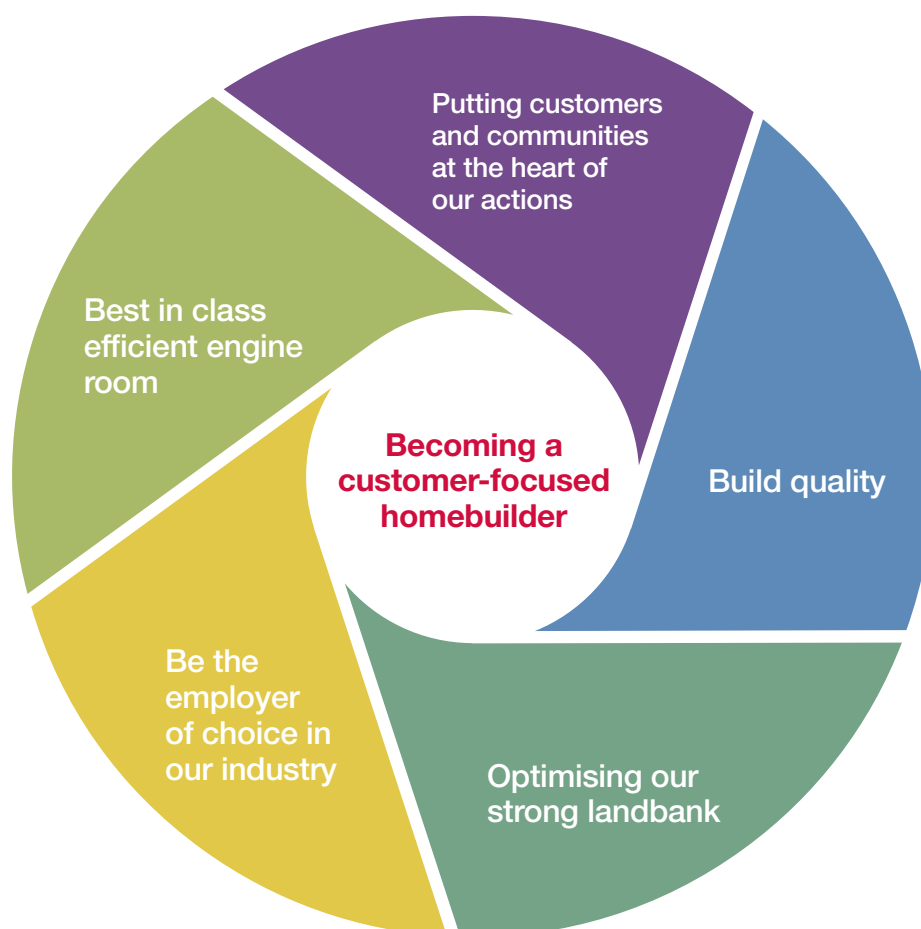 Putting customers
and communities
at the heart of
our actions
Build quality
Optimising our
strong landbank
Be the
employer
of choice in
our industry
Best in class
efficient engine
room
Becoming a
customer-focused
homebuilder